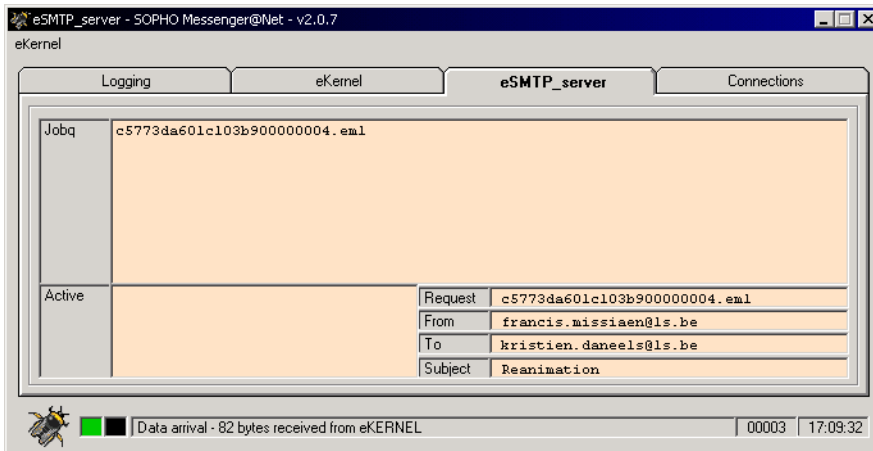 eSMTP_server - SOPHO Messenger@Net - v2.0.7
eKernel
Logging eKernel eSMTP_server Connections
Jobq c5773da601c103b900000004.eml
Active
Request c5773da601c103b900000004.eml
From francis.missiaen@ls.be
To kristien.daneels@ls.be
Subject Reanimation
Data arrival - 82 bytes received from eKERNEL 00003 17:09:32